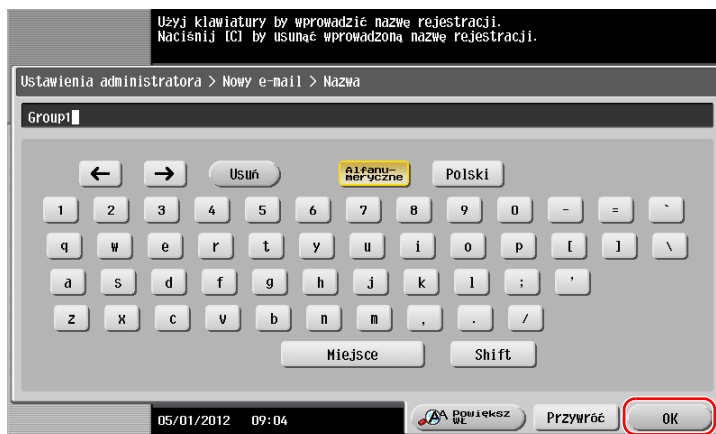 Użyj klawiatury by wprowadzić nazwę rejestracji.
Naciśnij [C] by usunąć wprowadzoną nazwę rejestracji.
Ustawienia administratora > Nowy e-mail > Nazwa
Group1
← → Usuń Alfanu-
meryczne Polski
1 2 3 4 5 6 7 8 9 0 - = `
q w e r t y u i o p [ ] \
a s d f g h j k l ; '
z x c v b n m , . /
Miejsce Shift
05/01/2012 09:04 A Powiększ
WŁ Przywróć OK